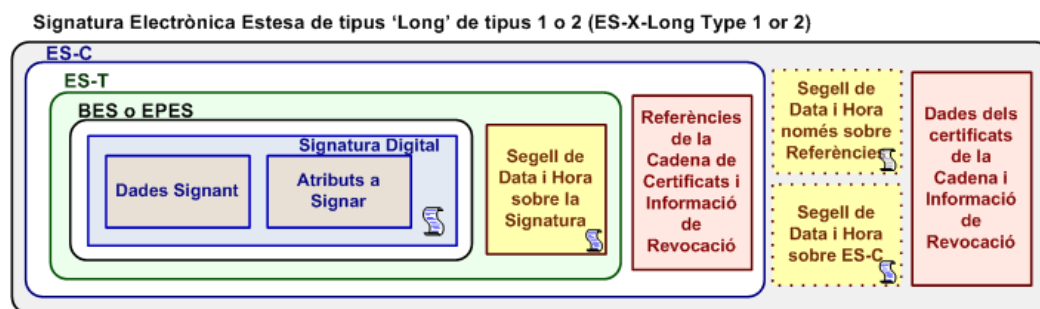 Signatura Electrònica Estesa de tipus ‘Long’ de tipus 1 o 2 (ES-X-Long Type 1 or 2)
ES-C
ES-T
BES o EPES
Signatura Digital
Dades Signant
Atributs a
Signar
Segell de
Data i Hora
sobre la
Signatura
Referències
de la
Cadena de
Certificats i
Informació
de
Revocació
Segell de
Data i Hora
només sobre
Referències
Segell de
Data i Hora
sobre ES-C
Dades dels
certificats
de la
Cadena i
Informació
de
Revocació